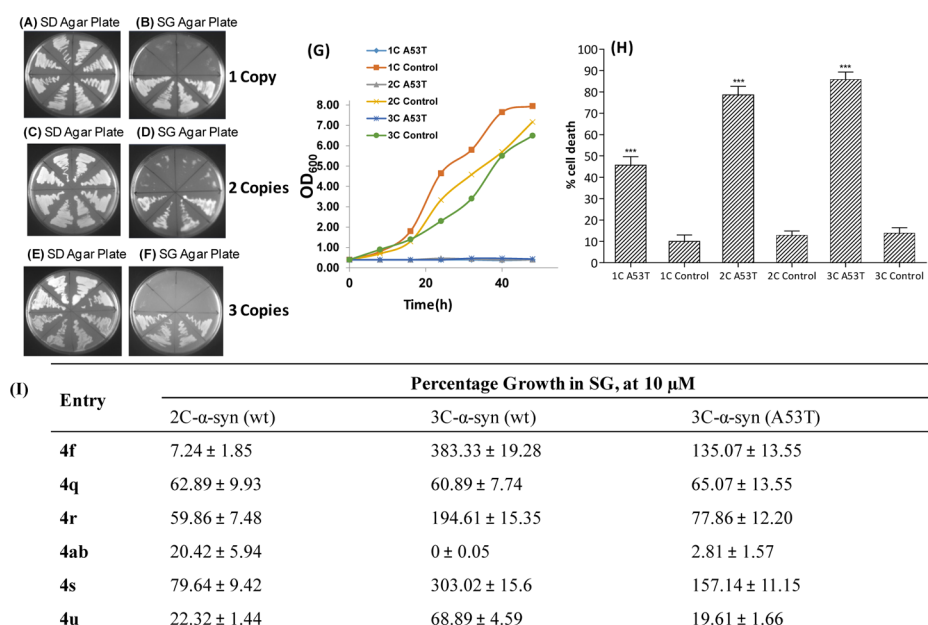 (A) SD Agar Plate
(B) SG Agar Plate
1 Copy
(C) SD Agar Plate
(D) SG Agar Plate
2 Copies
(E) SD Agar Plate
(F) SG Agar Plate
3 Copies
(G)
1C A53T
1C Control
2C A53T
2C Control
3C A53T
3C Control
OD600
8.00
7.00
6.00
5.00
4.00
3.00
2.00
1.00
0.00
0 20 40
Time(h)
(H)
% cell death
100
90
80
70
60
50
40
30
20
10
0
*** *** ***
1C A53T 1C Control 2C A53T 2C Control 3C A53T 3C Control
(I)
Entry
Percentage Growth in SG, at 10 μM
2C-α-syn (wt) 3C-α-syn (wt) 3C-α-syn (A53T)
4f 7.24 ± 1.85 383.33 ± 19.28 135.07 ± 13.55
4q 62.89 ± 9.93 60.89 ± 7.74 65.07 ± 13.55
4r 59.86 ± 7.48 194.61 ± 15.35 77.86 ± 12.20
4ab 20.42 ± 5.94 0 ± 0.05 2.81 ± 1.57
4s 79.64 ± 9.42 303.02 ± 15.6 157.14 ± 11.15
4u 22.32 ± 1.44 68.89 ± 4.59 19.61 ± 1.66